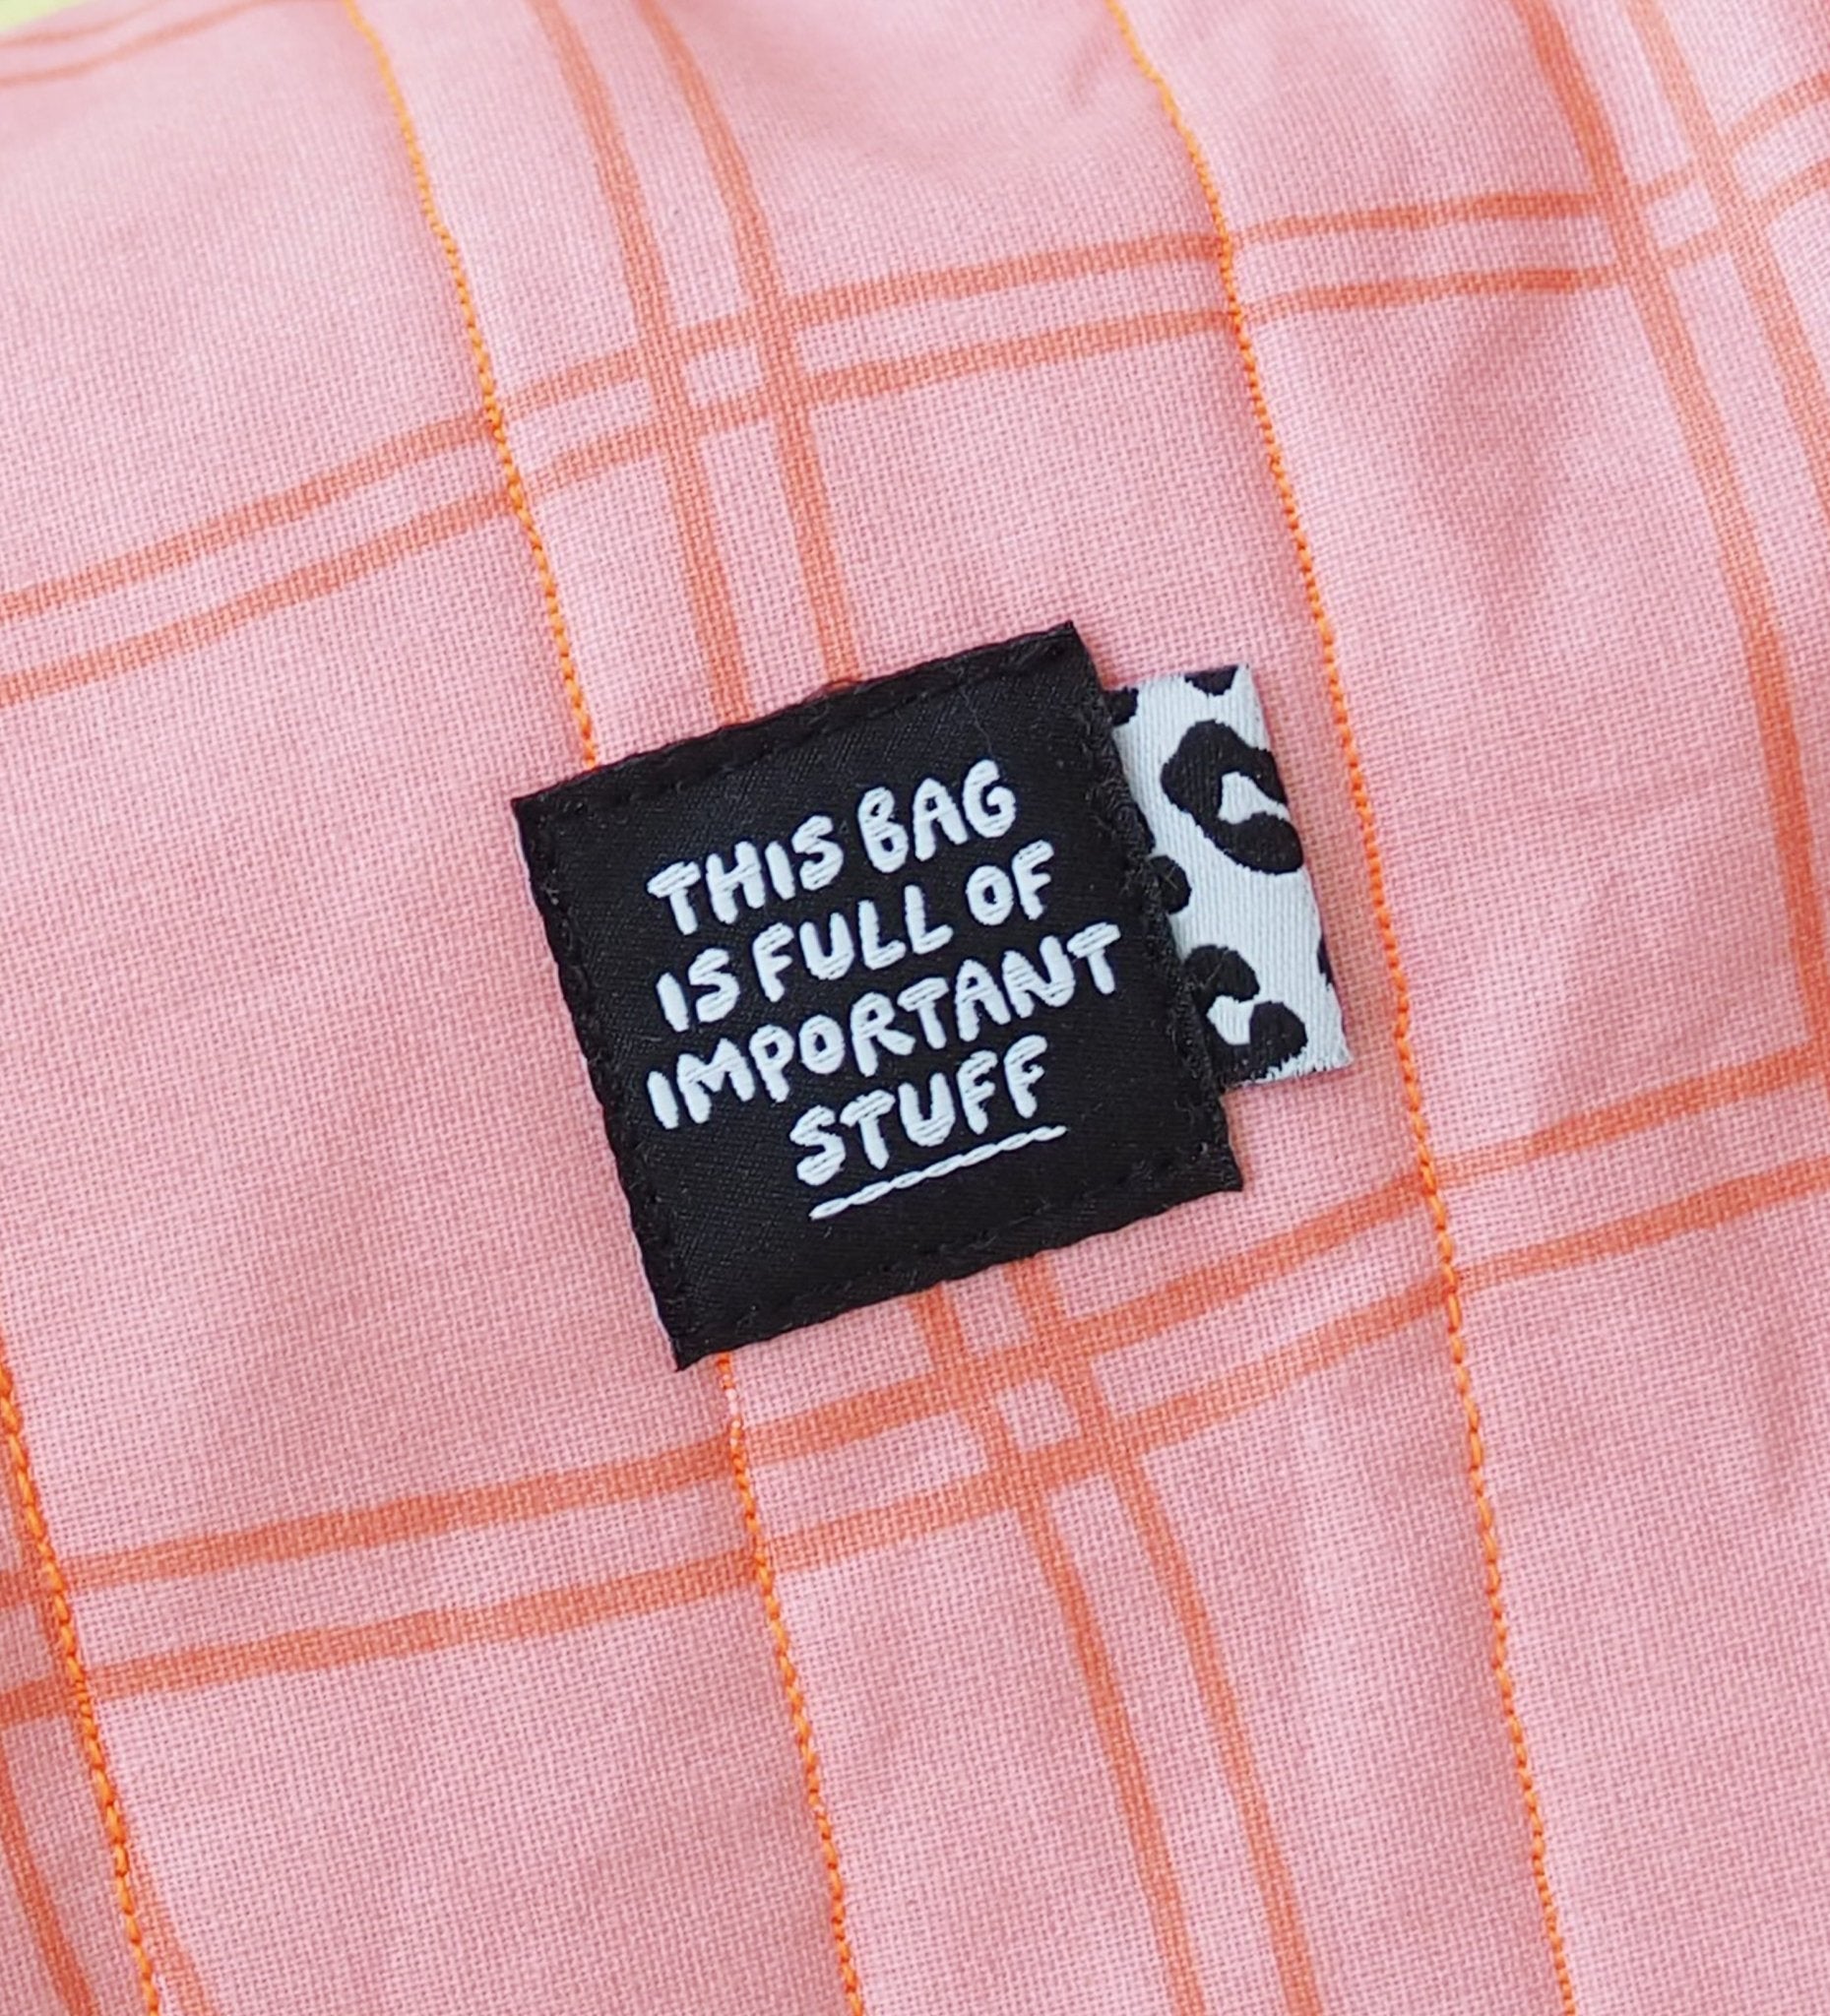 THIS BAG
IS FULL OF
IMPORTANT
STUFF